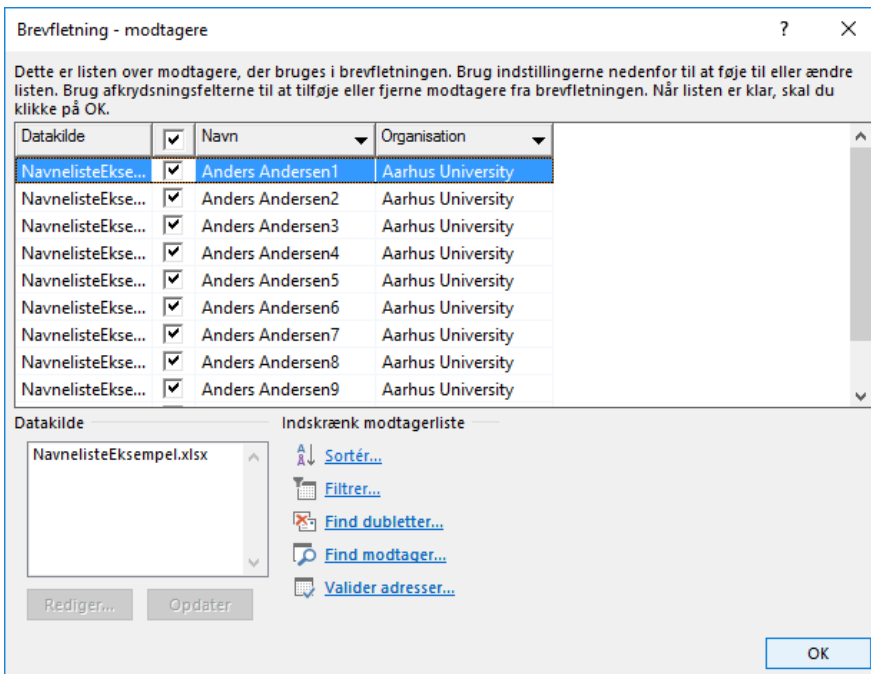 Brevfletning - modtagere
Dette er listen over modtagere, der bruges i brevfletningen. Brug indstillingerne nedenfor til at føje til eller ændre
listen. Brug afkrydsningsfelterne til at tilføje eller fjerne modtagere fra brevfletningen. Når listen er klar, skal du
klikke på OK.
Datakilde Navn Organisation
NavnelisteEkse... Anders Andersen1 Aarhus University
NavnelisteEkse... Anders Andersen2 Aarhus University
NavnelisteEkse... Anders Andersen3 Aarhus University
NavnelisteEkse... Anders Andersen4 Aarhus University
NavnelisteEkse... Anders Andersen5 Aarhus University
NavnelisteEkse... Anders Andersen6 Aarhus University
NavnelisteEkse... Anders Andersen7 Aarhus University
NavnelisteEkse... Anders Andersen8 Aarhus University
NavnelisteEkse... Anders Andersen9 Aarhus University
Datakilde Indskrænk modtagerliste
NavnelisteEksempel.xlsx
Sortér...
Filtrer...
Find dubletter...
Find modtager...
Valider adresser...
Rediger... Opdater
OK